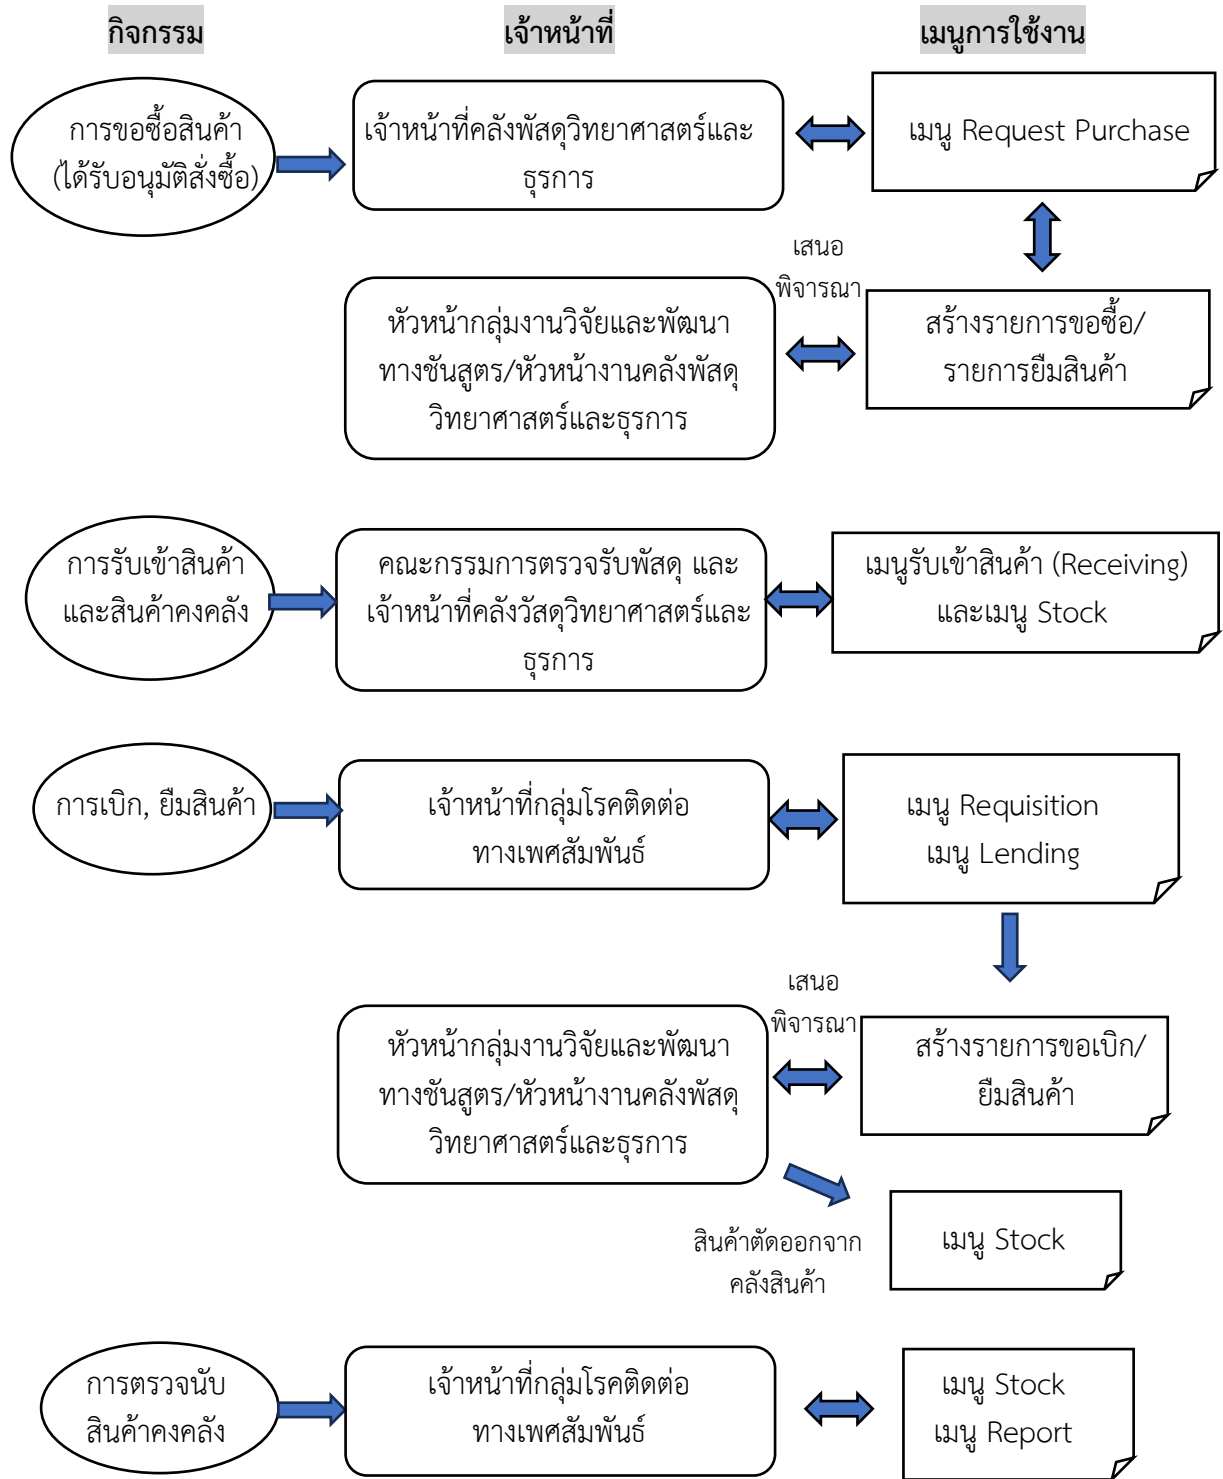 กิจกรรม
เจ้าหน้าที่
เมนูการใช้งาน
การขอซื้อสินค้า
(ได้รับอนุมัติสั่งซื้อ)
เจ้าหน้าที่คลังพัสดุวิทยาศาสตร์และ
ธุรการ
เมนู Request Purchase
เสนอ
พิจารณา
หัวหน้ากลุ่มงานวิจัยและพัฒนา
ทางชันสูตร/หัวหน้างานคลังพัสดุ
วิทยาศาสตร์และธุรการ
สร้างรายการขอซื้อ/
รายการยืมสินค้า
การรับเข้าสินค้า
และสินค้าคงคลัง
คณะกรรมการตรวจรับพัสดุ และ
เจ้าหน้าที่คลังวัสดุวิทยาศาสตร์และ
ธุรการ
เมนูรับเข้าสินค้า (Receiving)
และเมนู Stock
การเบิก, ยืมสินค้า
เจ้าหน้าที่กลุ่มโรคติดต่อ
ทางเพศสัมพันธ์
เมนู Requisition
เมนู Lending
เสนอ
พิจารณา
หัวหน้ากลุ่มงานวิจัยและพัฒนา
ทางชันสูตร/หัวหน้างานคลังพัสดุ
วิทยาศาสตร์และธุรการ
สร้างรายการขอเบิก/
ยืมสินค้า
สินค้าตัดออกจาก
คลังสินค้า
เมนู Stock
การตรวจนับ
สินค้าคงคลัง
เจ้าหน้าที่กลุ่มโรคติดต่อ
ทางเพศสัมพันธ์
เมนู Stock
เมนู Report